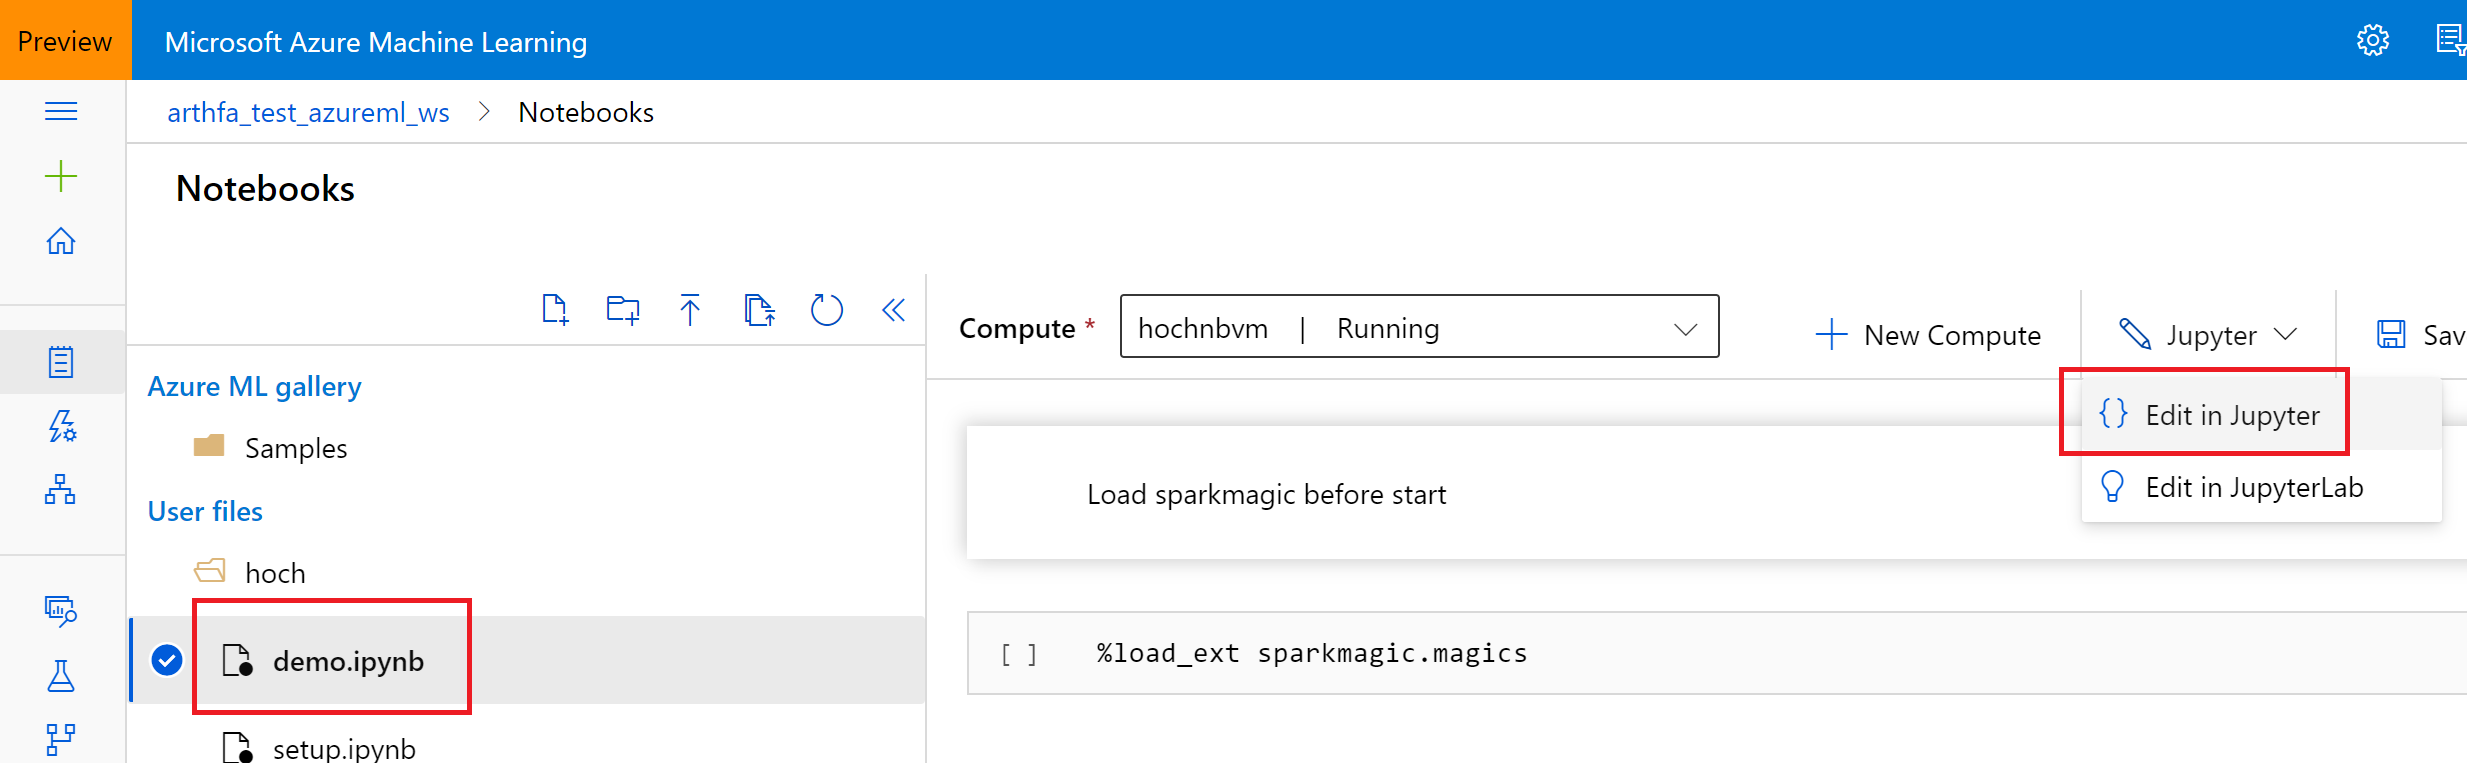 Preview
Microsoft Azure Machine Learning
arthfa_test_azureml_ws > Notebooks
Notebooks
Compute * hochnbvm | Running
New Compute
Jupyter
Sav
Azure ML gallery
Samples
User files
hoch
demo.ipynb
setup.ipynb
{} Edit in Jupyter
Edit in JupyterLab
Load sparkmagic before start
[ ] %load_ext sparkmagic.magics